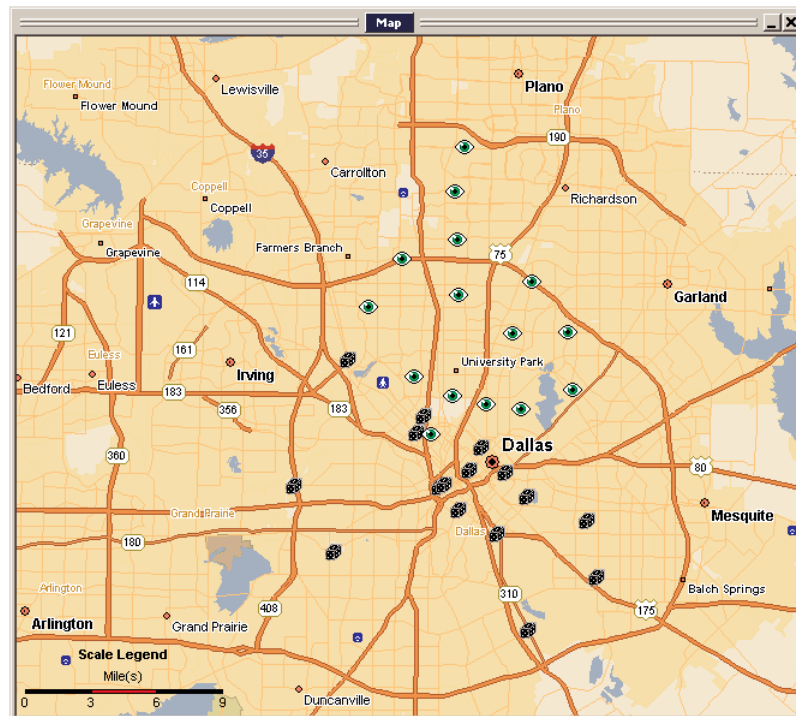 Map
Plano
Flower Mound
Lewisville
Flower Mound
Plano
190
35
Carrollton
Coppell
Richardson
Coppell
Grapevine
Farmers Branch
Grapevine
75
114
Garland
121
161
Euless
University Park
Irving
Bedford
Euless
183
183
356
Dallas
360
80
Grand Prairie
Mesquite
Dallas
180
Arlington
310
Balch Springs
408
175
Arlington
Grand Prairie
Scale Legend
Mile(s)
Duncanville
0 3 6 9